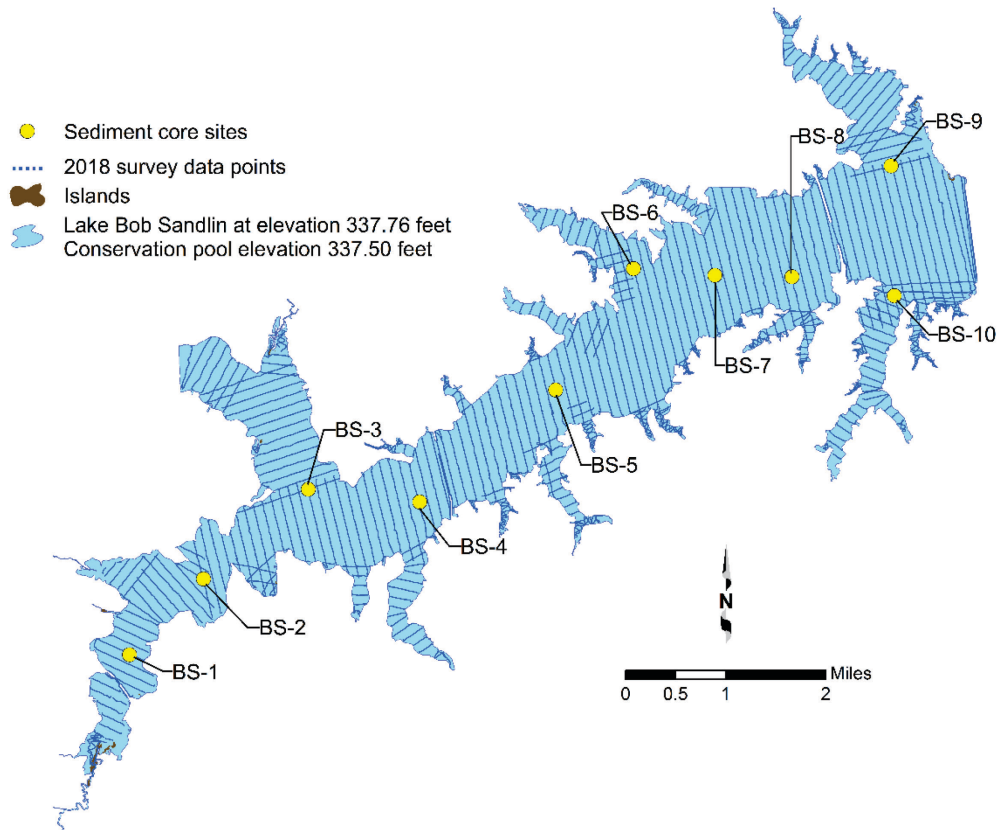 Sediment core sites
2018 survey data points
Islands
Lake Bob Sandlin at elevation 337.76 feet
Conservation pool elevation 337.50 feet
BS-9
BS-8
BS-6
BS-10
BS-7
BS-3
BS-5
BS-4
BS-2
BS-1
N
Miles
0 0.5 1 2